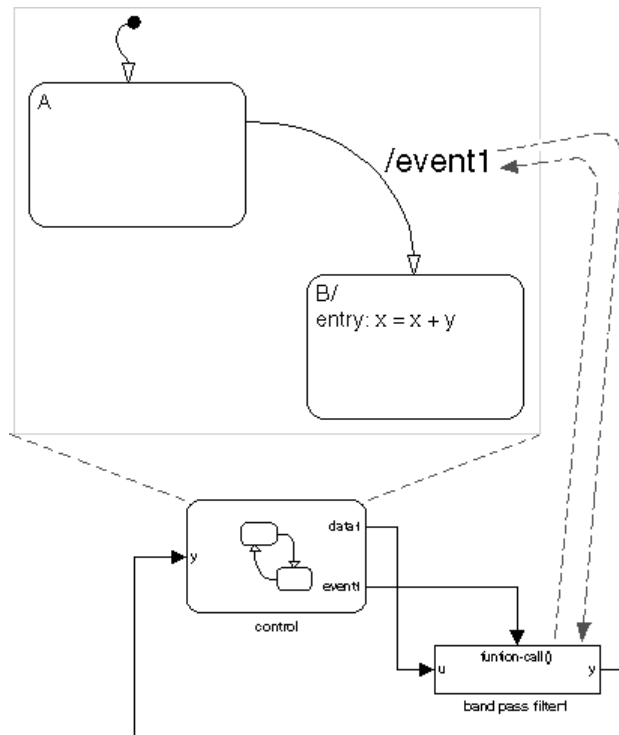 A
/event1
B/
entry: x = x + y
data1
y
event1
control
funtion-call()
u
y
band pass filter1